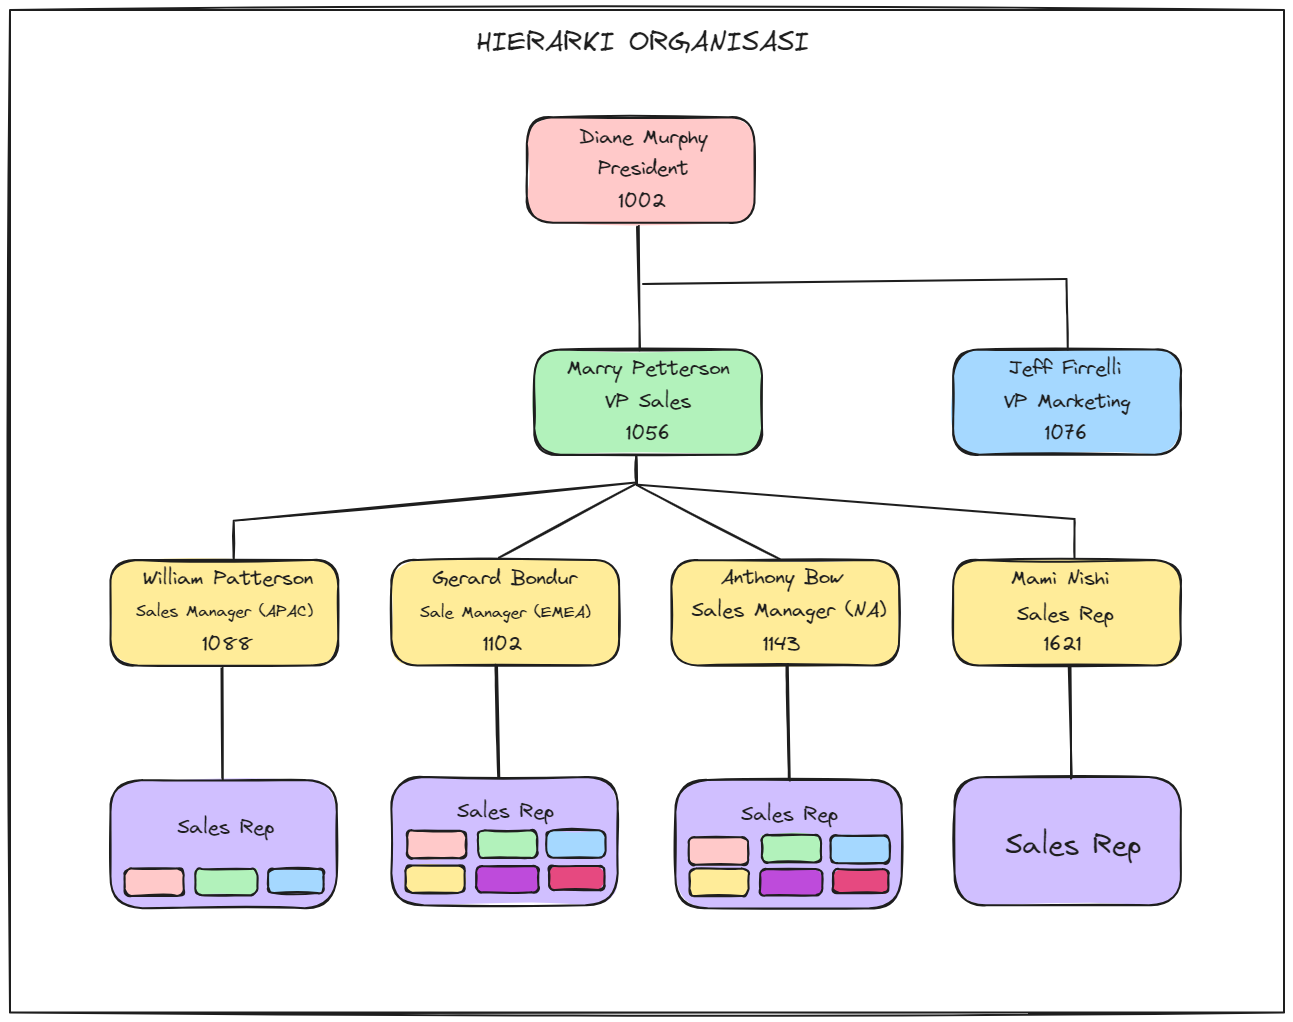 HIERARKI ORGANISASI
Diane Murphy
President
1002
Marry Petterson
VP Sales
1056
Jeff Firrelli
VP Marketing
1076
William Patterson
Sales Manager (APAC)
1088
Gerard Bondur
Sale Manager (EMEA)
1102
Anthony Bow
Sales Manager (NA)
1143
Mami Nishi
Sales Rep
1621
Sales Rep
Sales Rep
Sales Rep
Sales Rep